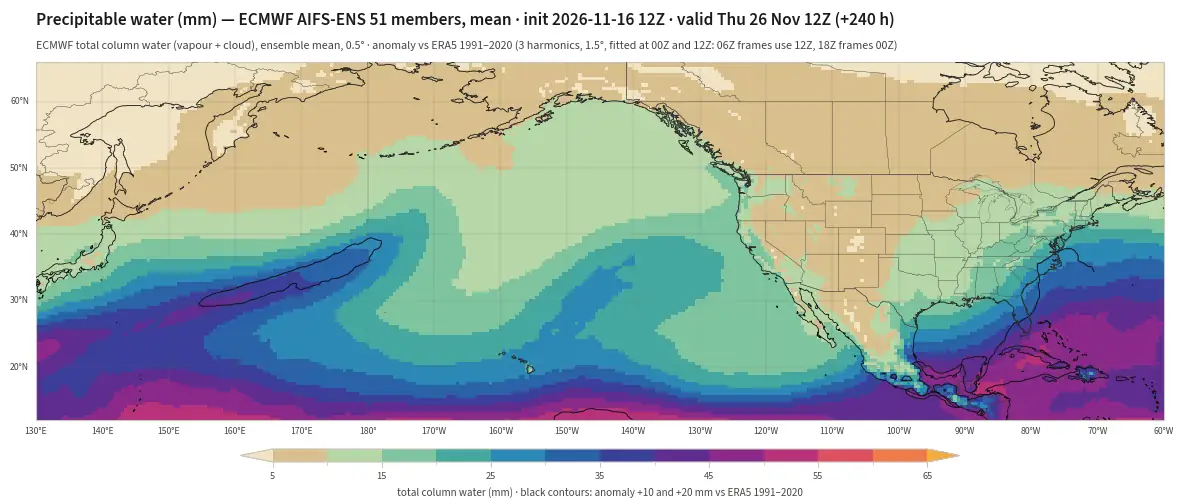 Precipitable water (mm) — ECMWF AIFS-ENS 51 members, mean · init 2026-11-16 12Z · valid Thu 26 Nov 12Z (+240 h)
ECMWF total column water (vapour + cloud), ensemble mean, 0.5° · anomaly vs ERA5 1991–2020 (3 harmonics, 1.5°, fitted at 00Z and 12Z: 06Z frames use 12Z, 18Z frames 00Z)
60°N
50°N
40°N
30°N
20°N
130°E 140°E 150°E 160°E 170°E 180° 170°W 160°W 150°W 140°W 130°W 120°W 110°W 100°W 90°W 80°W 70°W 60°W
5 15 25 35 45 55 65
total column water (mm) · black contours: anomaly +10 and +20 mm vs ERA5 1991–2020